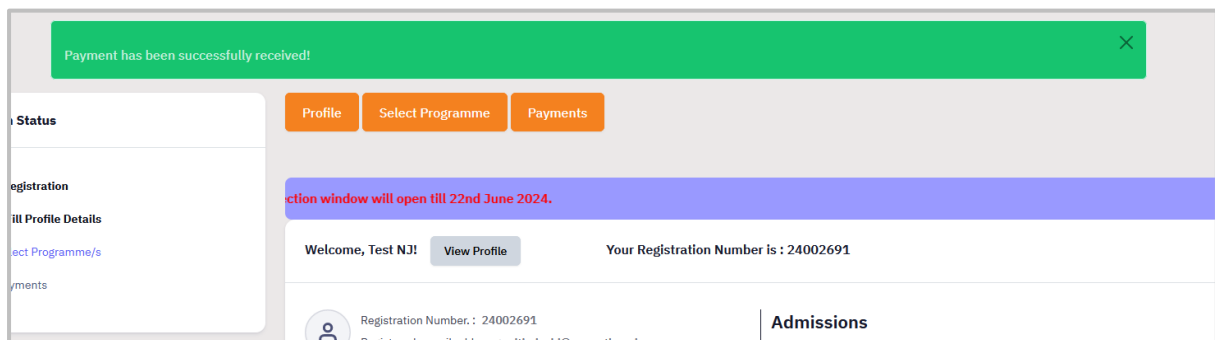 Payment has been successfully received!
Profile
Select Programme
Payments
Status
egistration
ction window will open till 22nd June 2024.
ill Profile Details
Welcome, Test NJ!
View Profile
Your Registration Number is : 24002691
ect Programme/s
yments
Registration Number. : 24002691
Admissions